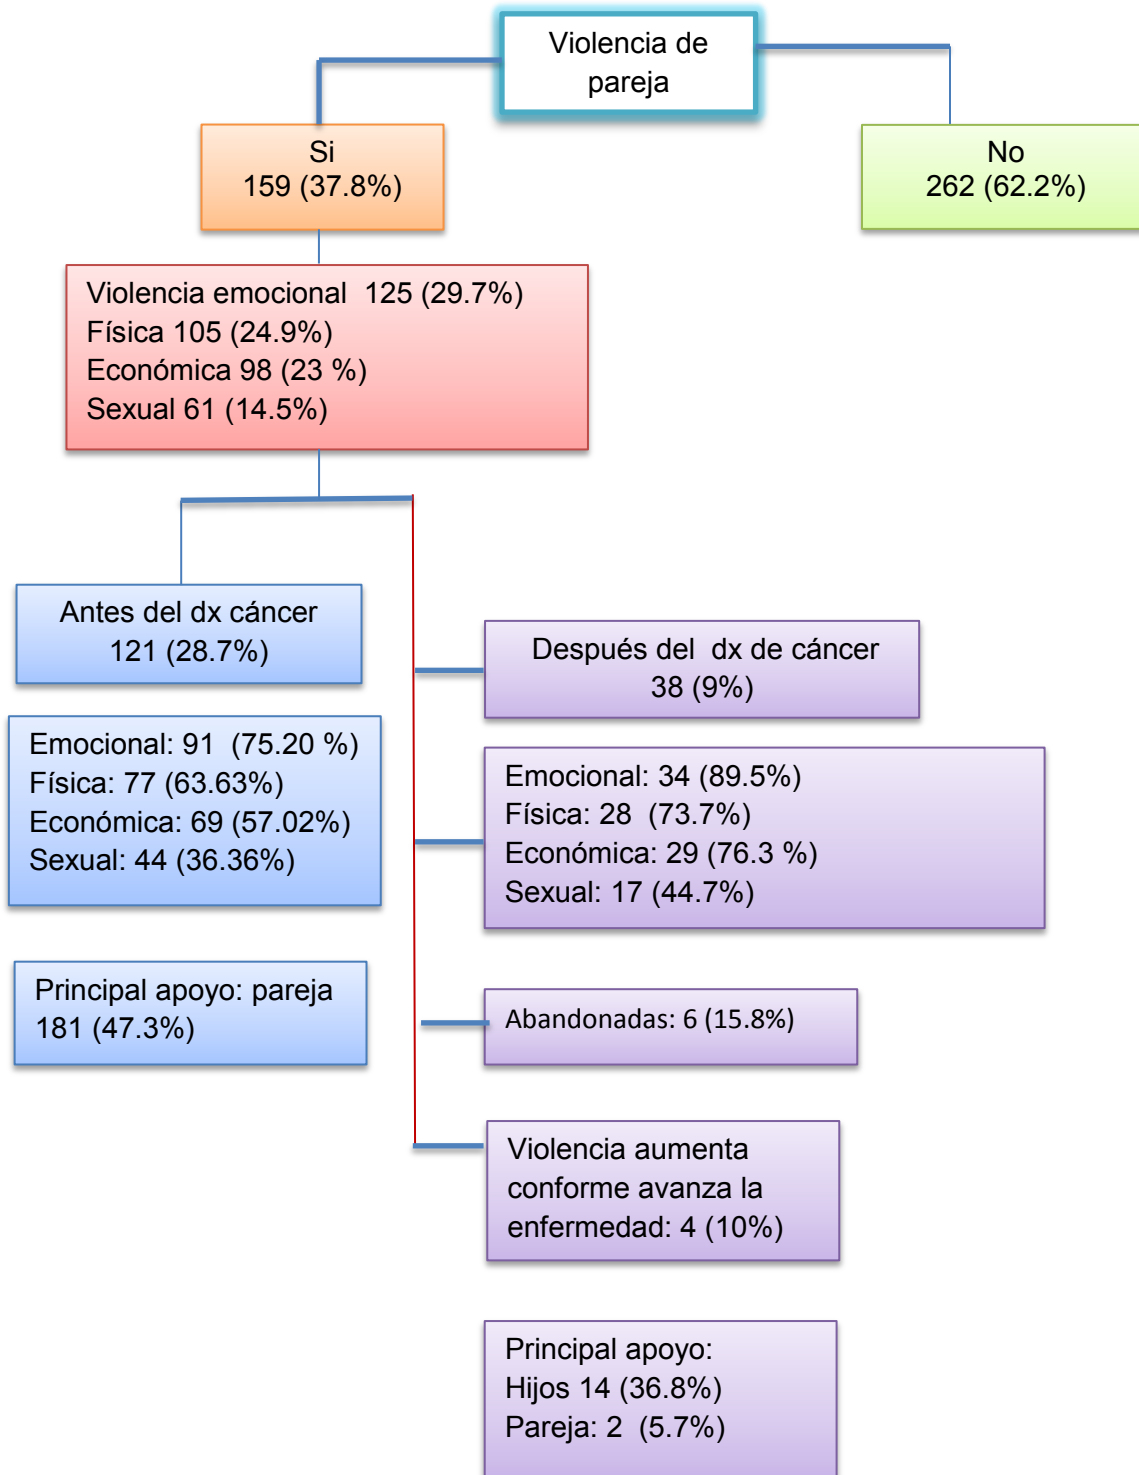 Violencia de
pareja
Si
159 (37.8%)
No
262 (62.2%)
Violencia emocional  125 (29.7%)
Física 105 (24.9%)
Económica 98 (23 %)
Sexual 61 (14.5%)
Antes del dx cáncer
121 (28.7%)
Emocional: 91  (75.20 %)
Física: 77 (63.63%)
Económica: 69 (57.02%)
Sexual: 44 (36.36%)
Principal apoyo: pareja
181 (47.3%)
Después del  dx de cáncer
38 (9%)
Emocional: 34 (89.5%)
Física: 28  (73.7%)
Económica: 29 (76.3 %)
Sexual: 17 (44.7%)
Abandonadas: 6 (15.8%)
Violencia aumenta
conforme avanza la
enfermedad: 4 (10%)
Principal apoyo:
Hijos 14 (36.8%)
Pareja: 2  (5.7%)